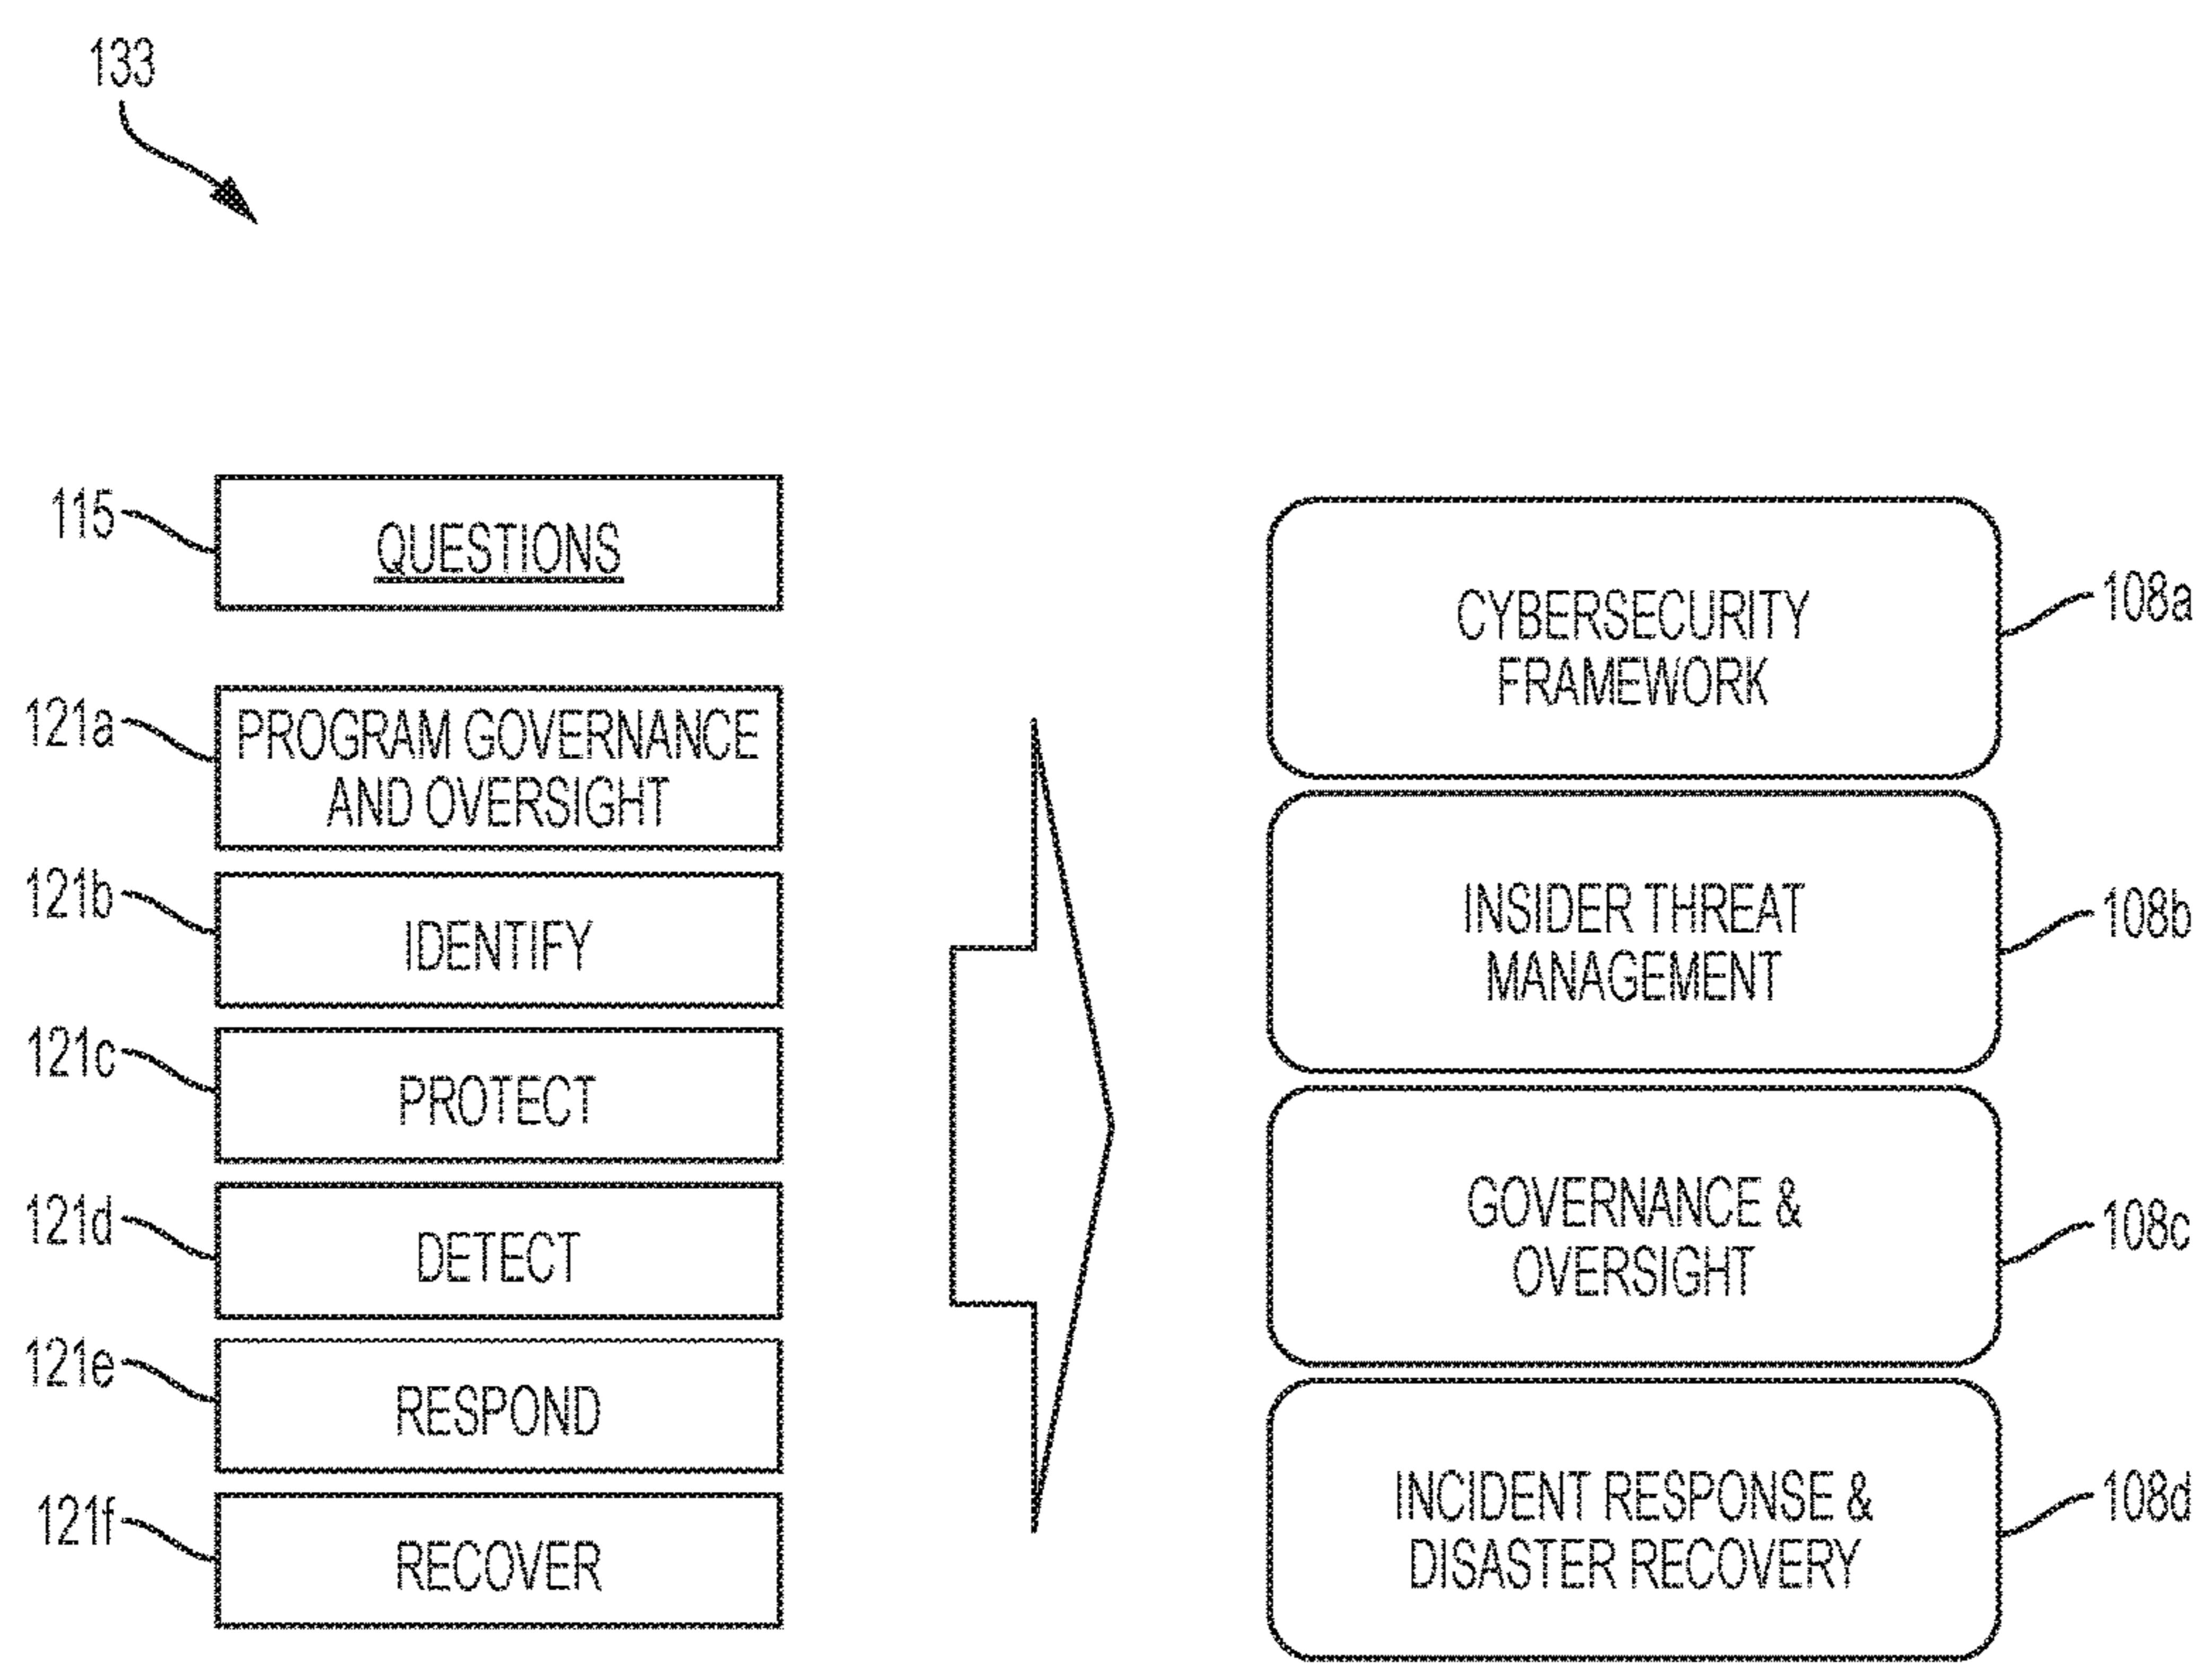 133
115
QUESTIONS
121a
PROGRAM GOVERNANCE
AND OVERSIGHT
121b
IDENTIFY
121c
PROTECT
121d
DETECT
121e
RESPOND
121f
RECOVER
CYBERSECURITY
FRAMEWORK
108a
INSIDER THREAT
MANAGEMENT
108b
GOVERNANCE &
OVERSIGHT
108c
INCIDENT RESPONSE &
DISASTER RECOVERY
108d